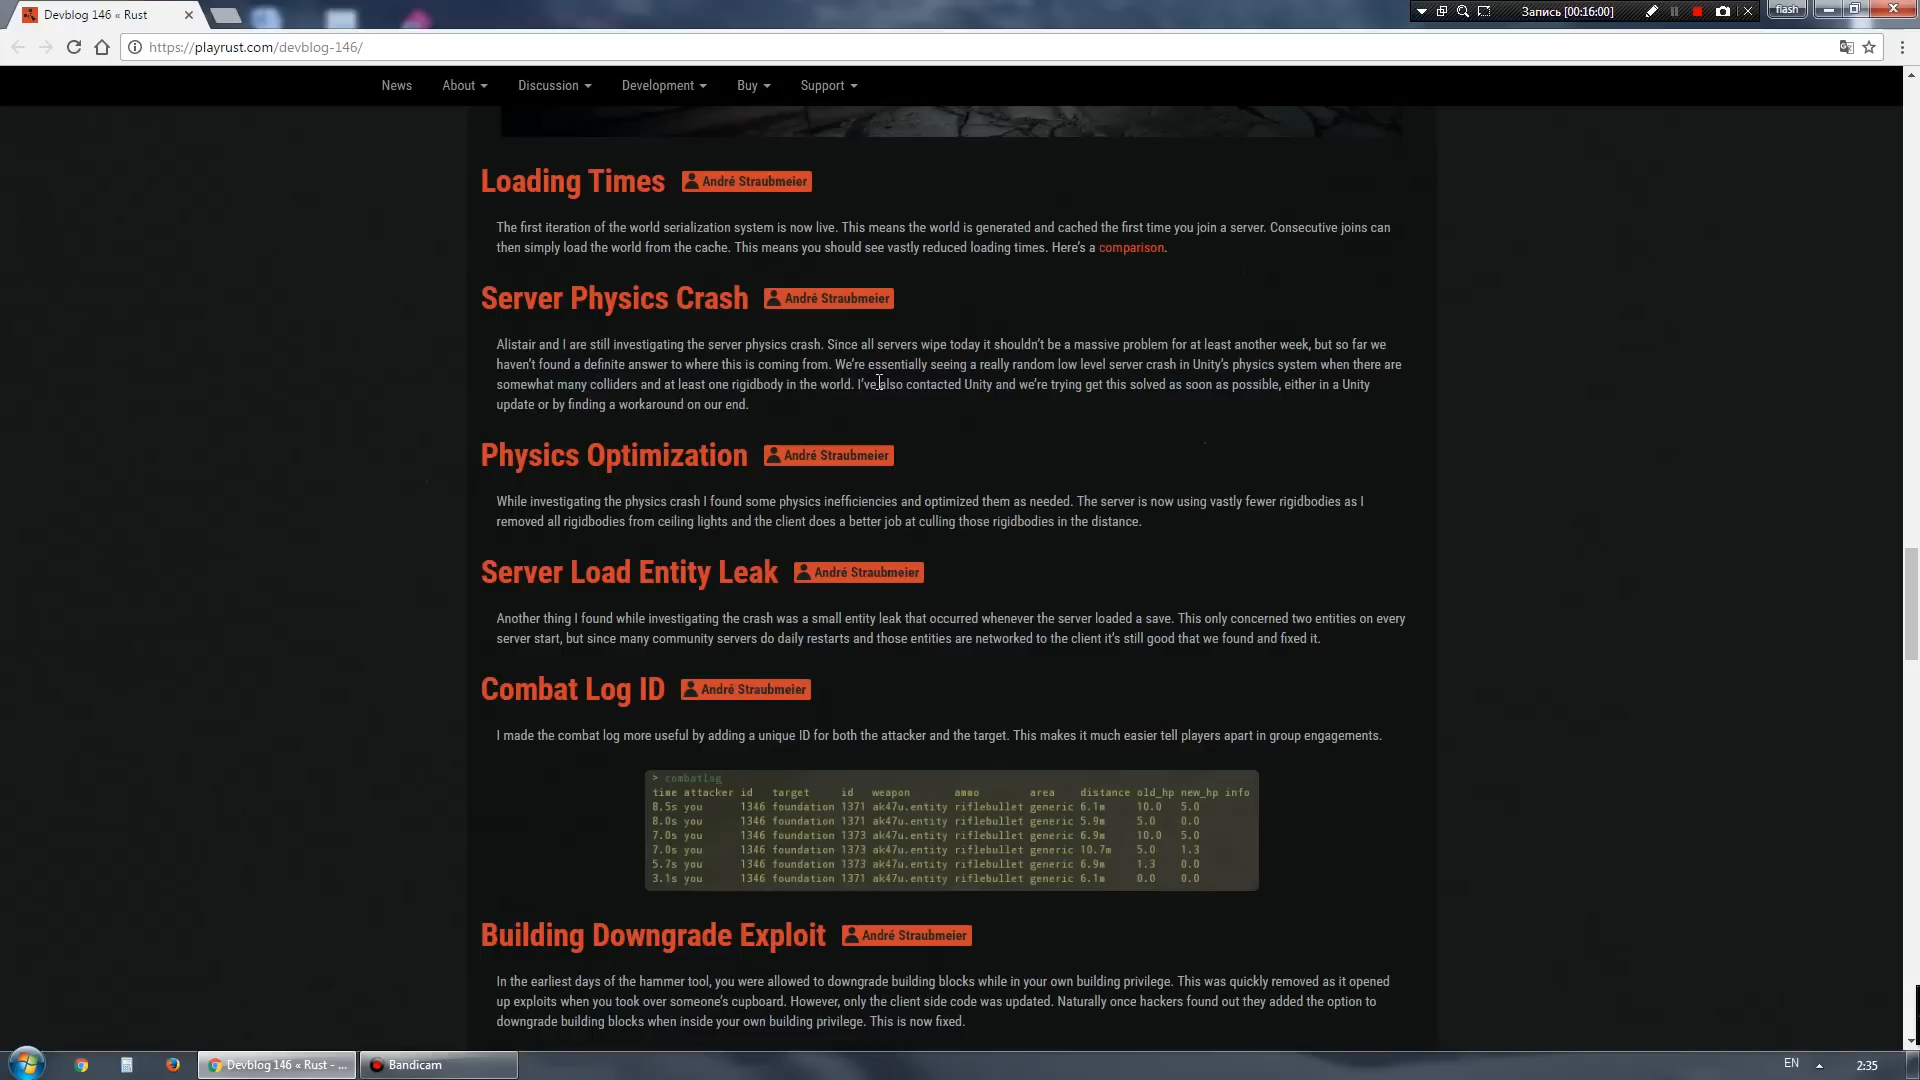 Devblog 146 « Rust
Запись [00:16:00]
flash
https://playrust.com/devblog-146/
News About Discussion Development Buy Support
Loading Times André Straubmeier
The first iteration of the world serialization system is now live. This means the world is generated and cached the first time you join a server. Consecutive joins can
then simply load the world from the cache. This means you should see vastly reduced loading times. Here's a comparison.
Server Physics Crash André Straubmeier
Alistair and I are still investigating the server physics crash. Since all servers wipe today it shouldn't be a massive problem for at least another week, but so far we
haven't found a definite answer to where this is coming from. We're essentially seeing a really random low level server crash in Unity's physics system when there are
somewhat many colliders and at least one rigidbody in the world. I've also contacted Unity and we're trying get this solved as soon as possible, either in a Unity
update or by finding a workaround on our end.
Physics Optimization André Straubmeier
While investigating the physics crash I found some physics inefficiencies and optimized them as needed. The server is now using vastly fewer rigidbodies as I
removed all rigidbodies from ceiling lights and the client does a better job at culling those rigidbodies in the distance.
Server Load Entity Leak André Straubmeier
Another thing I found while investigating the crash was a small entity leak that occurred whenever the server loaded a save. This only concerned two entities on every
server start, but since many community servers do daily restarts and those entities are networked to the client it's still good that we found and fixed it.
Combat Log ID André Straubmeier
I made the combat log more useful by adding a unique ID for both the attacker and the target. This makes it much easier tell players apart in group engagements.
> combatlog
time attacker id target id weapon ammo area distance old_hp new_hp info
8.5s you 1346 foundation 1371 ak47u.entity riflebullet generic 6.1m 10.0 5.0
8.0s you 1346 foundation 1371 ak47u.entity riflebullet generic 5.9m 5.0 0.0
7.0s you 1346 foundation 1373 ak47u.entity riflebullet generic 6.9m 10.0 5.0
7.0s you 1346 foundation 1373 ak47u.entity riflebullet generic 10.7m 5.0 1.3
5.7s you 1346 foundation 1373 ak47u.entity riflebullet generic 6.9m 1.3 0.0
3.1s you 1346 foundation 1371 ak47u.entity riflebullet generic 6.1m 0.0 0.0
Building Downgrade Exploit André Straubmeier
In the earliest days of the hammer tool, you were allowed to downgrade building blocks while in your own building privilege. This was quickly removed as it opened
up exploits when you took over someone's cupboard. However, only the client side code was updated. Naturally once hackers found out they added the option to
downgrade building blocks when inside your own building privilege. This is now fixed.
Devblog 146 « Rust - ...
Bandicam
EN
2:35